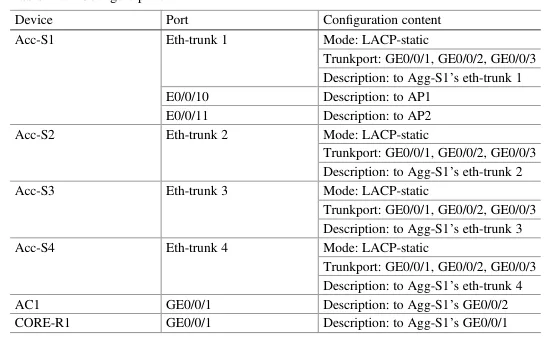 Device Port Configuration content
Acc-S1 Eth-trunk 1 Mode: LACP-static
Trunkport: GE0/0/1, GE0/0/2, GE0/0/3
Description: to Agg-S1's eth-trunk 1
E0/0/10 Description: to AP1
E0/0/11 Description: to AP2
Acc-S2 Eth-trunk 2 Mode: LACP-static
Trunkport: GE0/0/1, GE0/0/2, GE0/0/3
Description: to Agg-S1's eth-trunk 2
Acc-S3 Eth-trunk 3 Mode: LACP-static
Trunkport: GE0/0/1, GE0/0/2, GE0/0/3
Description: to Agg-S1's eth-trunk 3
Acc-S4 Eth-trunk 4 Mode: LACP-static
Trunkport: GE0/0/1, GE0/0/2, GE0/0/3
Description: to Agg-S1's eth-trunk 4
AC1 GE0/0/1 Description: to Agg-S1's GE0/0/2
CORE-R1 GE0/0/1 Description: to Agg-S1's GE0/0/1